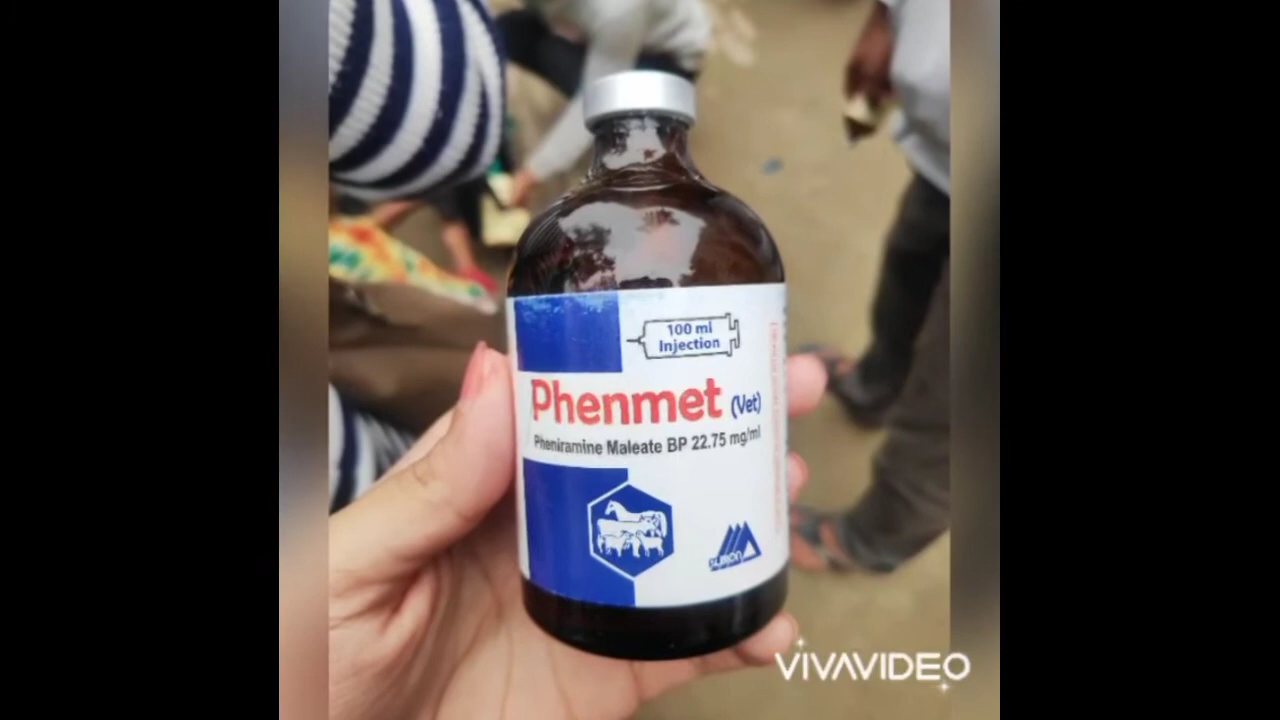 100 ml
Injection
Phenmet (Vet)
Pheniramine Maleate BP 22.75 mg/ml
VIVAVIDEO